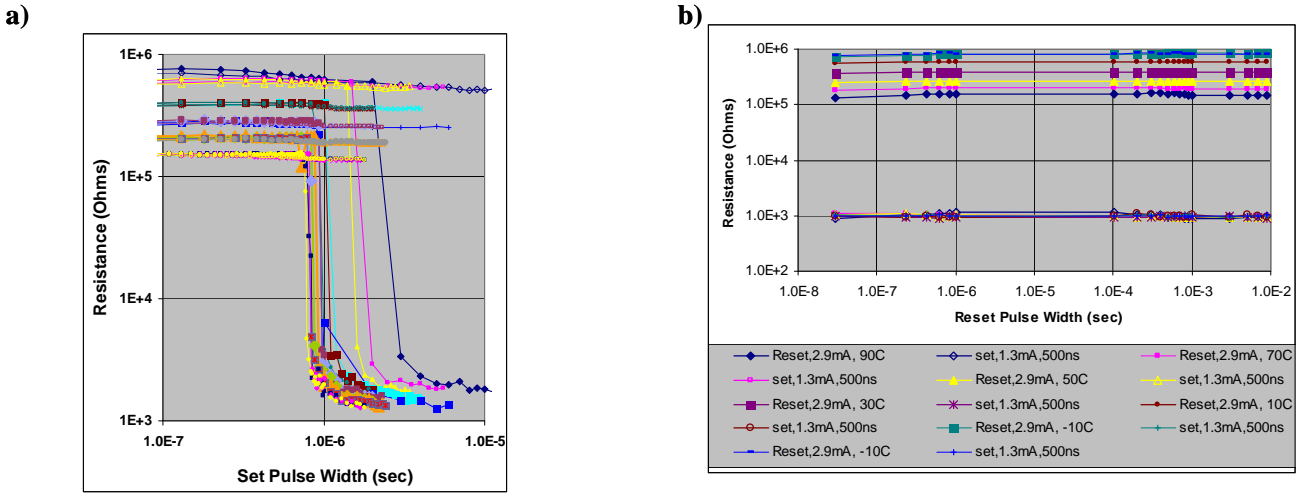 a)
1E+6
1E+5
1E+4
1E+3
Resistance (Ohms)
1.0E-7
1.0E-6
1.0E-5
Set Pulse Width (sec)
b)
1.0E+6
1.0E+5
1.0E+4
1.0E+3
1.0E+2
Resistance (Ohms)
1.0E-8
1.0E-7
1.0E-6
1.0E-5
1.0E-4
1.0E-3
1.0E-2
Reset Pulse Width (sec)
Reset,2.9mA, 90C
set,1.3mA,500ns
Reset,2.9mA, 70C
set,1.3mA,500ns
Reset,2.9mA, 50C
set,1.3mA,500ns
Reset,2.9mA, 30C
set,1.3mA,500ns
Reset,2.9mA, 10C
set,1.3mA,500ns
Reset,2.9mA, -10C
set,1.3mA,500ns
Reset,2.9mA, -10C
set,1.3mA,500ns